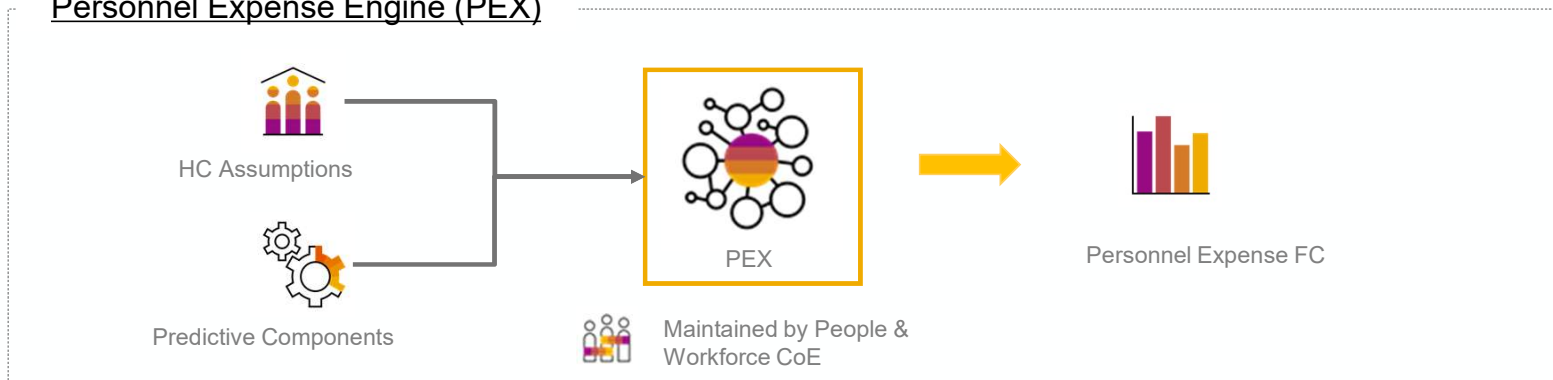 Personnel Expense Engine (PEX)
HC Assumptions
Predictive Components
PEX
Maintained by People &
Workforce CoE
Personnel Expense FC